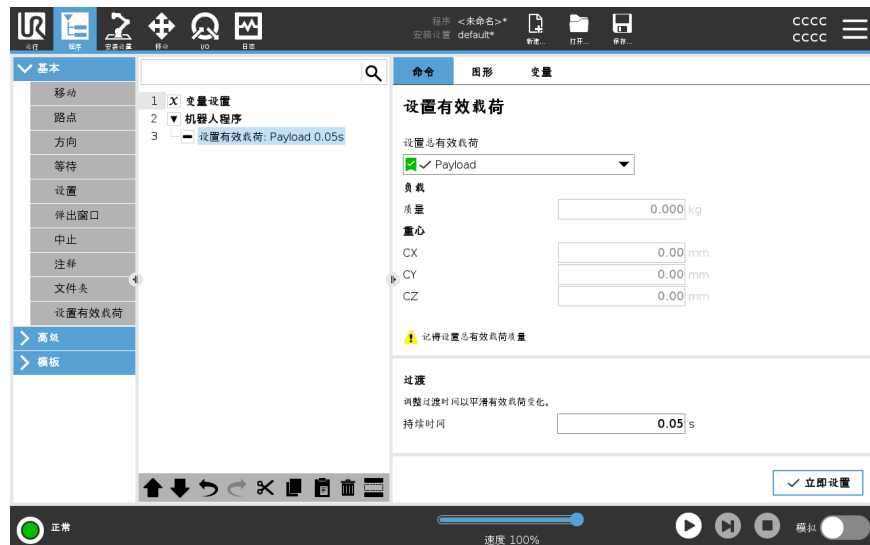 程序 <未命名>*
安装设置 default*
CCCC
CCCC
运行 程序 安装设置 移动 I/O 日志 新建... 打开... 保存...
基本
移动
路点
方向
等待
设置
弹出窗口
中止
注释
文件夹
设置有效载荷
高级
模板
1 X 变量设置
2 机器人程序
3 设置有效载荷: Payload 0.05s
命令 图形 变量
设置有效载荷
设置总有效载荷
Payload
负载
质量 0.000 kg
重心
CX 0.00 mm
CY 0.00 mm
CZ 0.00 mm
记得设置总有效载荷质量
过渡
调整过渡时间以平滑有效载荷变化。
持续时间 0.05 s
立即设置
正常
速度 100%
模拟